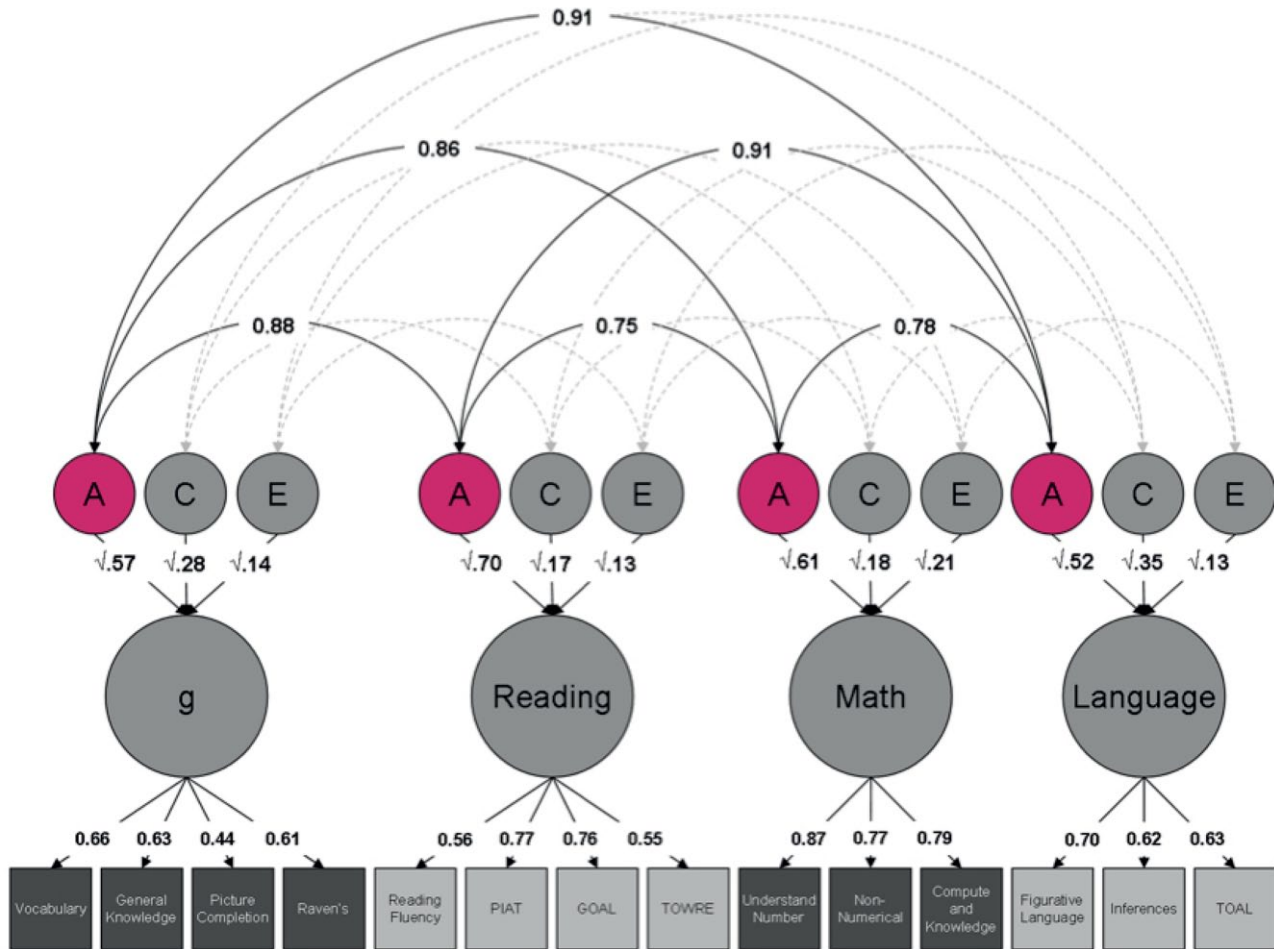 0.91
0.86
0.91
0.88
0.75
0.78
A C E A C E A C E A C E
√.57 √.28 √.14 √.70 √.17 √.13 √.61 √.18 √.21 √.52 √.35 √.13
g Reading Math Language
0.66 0.63 0.44 0.61 0.56 0.77 0.76 0.55 0.87 0.77 0.79 0.70 0.62 0.63
Vocabulary
General
Knowledge
Picture
Completion
Raven's
Reading
Fluency
PIAT
GOAL
TOWRE
Understand
Number
Non-
Numerical
Compute
and
Knowledge
Figurative
Language
Inferences
TOAL